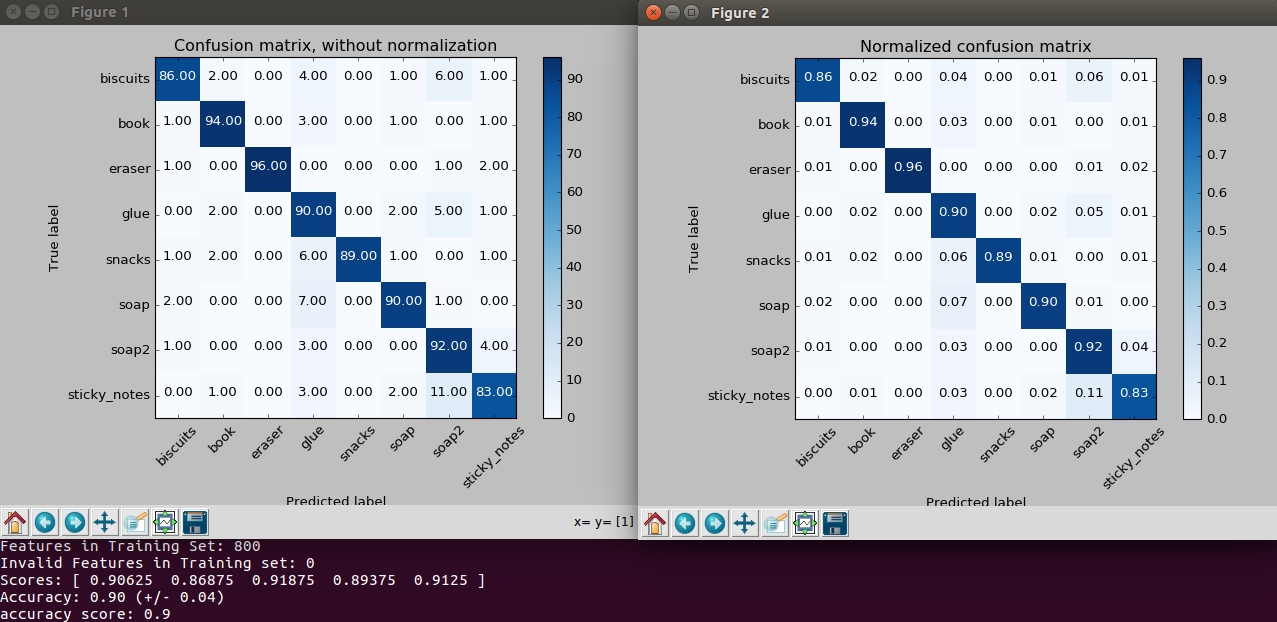 Figure 1
Confusion matrix, without normalization
biscuits 86.00 2.00 0.00 4.00 0.00 1.00 6.00 1.00
book 1.00 94.00 0.00 3.00 0.00 1.00 0.00 1.00
eraser 1.00 0.00 96.00 0.00 0.00 0.00 1.00 2.00
glue 0.00 2.00 0.00 90.00 0.00 2.00 5.00 1.00
snacks 1.00 2.00 0.00 6.00 89.00 1.00 0.00 1.00
soap 2.00 0.00 0.00 7.00 0.00 90.00 1.00 0.00
soap2 1.00 0.00 0.00 3.00 0.00 0.00 92.00 4.00
sticky_notes 0.00 1.00 0.00 3.00 0.00 2.00 11.00 83.00
True label
biscuits book eraser glue snacks soap soap2 sticky_notes
Predicted label
90
80
70
60
50
40
30
20
10
0
x= y= [1]
Figure 2
Normalized confusion matrix
biscuits 0.86 0.02 0.00 0.04 0.00 0.01 0.06 0.01
book 0.01 0.94 0.00 0.03 0.00 0.01 0.00 0.01
eraser 0.01 0.00 0.96 0.00 0.00 0.00 0.01 0.02
glue 0.00 0.02 0.00 0.90 0.00 0.02 0.05 0.01
snacks 0.01 0.02 0.00 0.06 0.89 0.01 0.00 0.01
soap 0.02 0.00 0.00 0.07 0.00 0.90 0.01 0.00
soap2 0.01 0.00 0.00 0.03 0.00 0.00 0.92 0.04
sticky_notes 0.00 0.01 0.00 0.03 0.00 0.02 0.11 0.83
True label
biscuits book eraser glue snacks soap soap2 sticky_notes
Predicted label
0.9
0.8
0.7
0.6
0.5
0.4
0.3
0.2
0.1
0.0
Features in Training Set: 800
Invalid Features in Training set: 0
Scores: [ 0.90625 0.86875 0.91875 0.89375 0.9125 ]
Accuracy: 0.90 (+/- 0.04)
accuracy score: 0.9